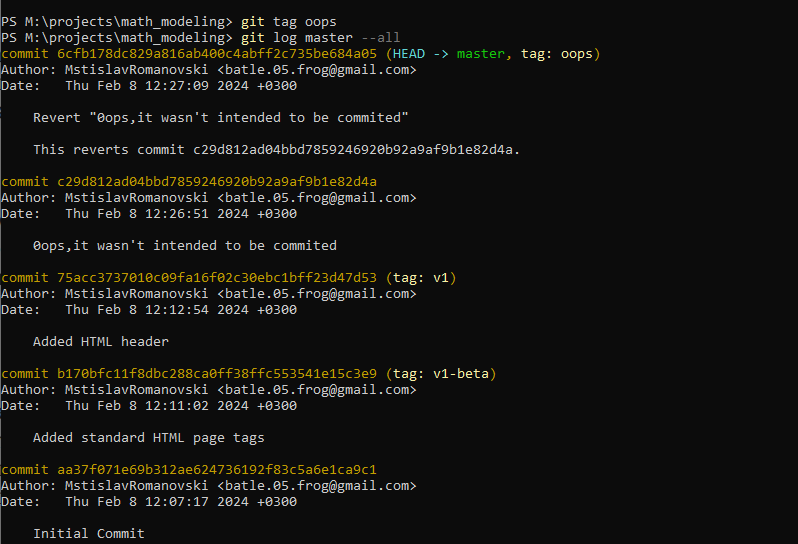 PS M:\projects\math_modeling> git tag oops
PS M:\projects\math_modeling> git log master --all
commit 6cfb178dc829a816ab400c4abff2c735be684a05 (HEAD -> master, tag: oops)
Author: MstislavRomanovski <batle.05.frog@gmail.com>
Date:   Thu Feb 8 12:27:09 2024 +0300
    Revert "0ops,it wasn't intended to be commited"
    This reverts commit c29d812ad04bbd7859246920b92a9af9b1e82d4a.
commit c29d812ad04bbd7859246920b92a9af9b1e82d4a
Author: MstislavRomanovski <batle.05.frog@gmail.com>
Date:   Thu Feb 8 12:26:51 2024 +0300
    0ops,it wasn't intended to be commited
commit 75acc3737010c09fa16f02c30ebc1bff23d47d53 (tag: v1)
Author: MstislavRomanovski <batle.05.frog@gmail.com>
Date:   Thu Feb 8 12:12:54 2024 +0300
    Added HTML header
commit b170bfc11f8dbc288ca0ff38ffc553541e15c3e9 (tag: v1-beta)
Author: MstislavRomanovski <batle.05.frog@gmail.com>
Date:   Thu Feb 8 12:11:02 2024 +0300
    Added standard HTML page tags
commit aa37f071e69b312ae624736192f83c5a6e1ca9c1
Author: MstislavRomanovski <batle.05.frog@gmail.com>
Date:   Thu Feb 8 12:07:17 2024 +0300
    Initial Commit